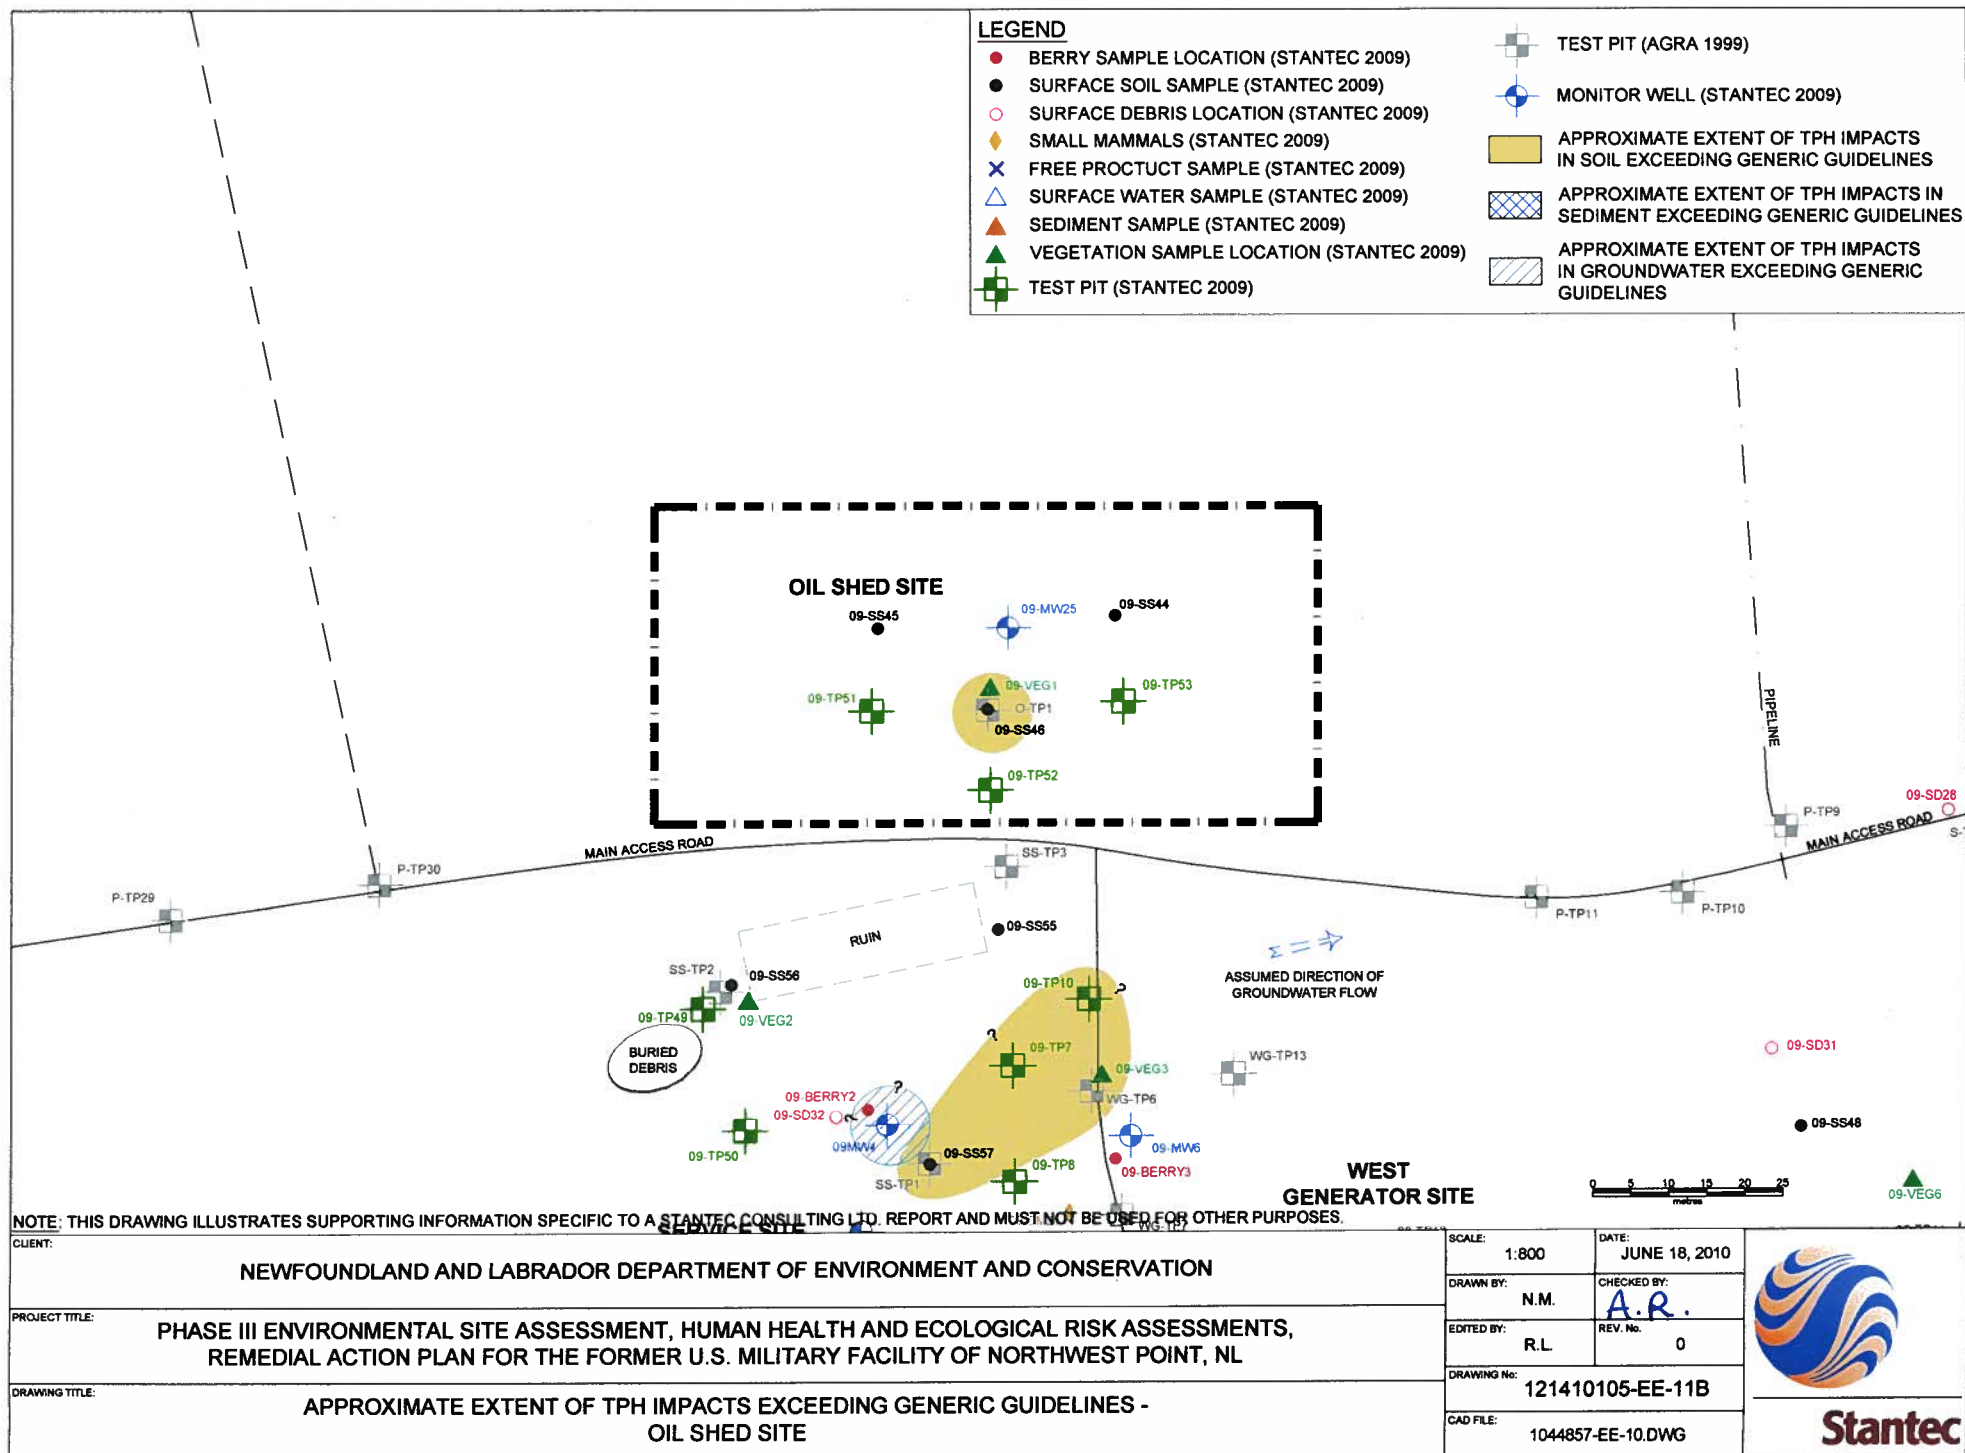 LEGEND
BERRY SAMPLE LOCATION (STANTEC 2009)
SURFACE SOIL SAMPLE (STANTEC 2009)
SURFACE DEBRIS LOCATION (STANTEC 2009)
SMALL MAMMALS (STANTEC 2009)
FREE PROCTUCT SAMPLE (STANTEC 2009)
SURFACE WATER SAMPLE (STANTEC 2009)
SEDIMENT SAMPLE (STANTEC 2009)
VEGETATION SAMPLE LOCATION (STANTEC 2009)
TEST PIT (STANTEC 2009)
TEST PIT (AGRA 1999)
MONITOR WELL (STANTEC 2009)
APPROXIMATE EXTENT OF TPH IMPACTS
IN SOIL EXCEEDING GENERIC GUIDELINES
APPROXIMATE EXTENT OF TPH IMPACTS IN
SEDIMENT EXCEEDING GENERIC GUIDELINES
APPROXIMATE EXTENT OF TPH IMPACTS
IN GROUNDWATER EXCEEDING GENERIC
GUIDELINES
OIL SHED SITE
09-SS45
09-MW25
09-SS44
09-TP51
09-VEG1
O-TP1
09-SS46
09-TP53
09-TP52
PIPELINE
P-TP9
09-SD28
MAIN ACCESS ROAD
MAIN ACCESS ROAD
P-TP29
P-TP30
SS-TP3
P-TP11
P-TP10
RUIN
09-SS55
SS-TP2
09-SS56
09-TP49
09-VEG2
BURIED
DEBRIS
09-TP10
?
?
09-TP7
ASSUMED DIRECTION OF
GROUNDWATER FLOW
WG-TP13
09-SD31
09-VEG3
WG-TP6
09-BERRY2
09-SD32
?
?
09MW4
09-TP50
09-SS57
SS-TP1
09-TP8
09-MW6
09-BERRY3
09-SS48
WEST
GENERATOR SITE
0 5 10 15 20 25
metres
09-VEG6
WG-TP7
SERVICE SITE
NOTE: THIS DRAWING ILLUSTRATES SUPPORTING INFORMATION SPECIFIC TO A STANTEC CONSULTING LTD. REPORT AND MUST NOT BE USED FOR OTHER PURPOSES.
CLIENT:
NEWFOUNDLAND AND LABRADOR DEPARTMENT OF ENVIRONMENT AND CONSERVATION
PROJECT TITLE:
PHASE III ENVIRONMENTAL SITE ASSESSMENT, HUMAN HEALTH AND ECOLOGICAL RISK ASSESSMENTS,
REMEDIAL ACTION PLAN FOR THE FORMER U.S. MILITARY FACILITY OF NORTHWEST POINT, NL
DRAWING TITLE:
APPROXIMATE EXTENT OF TPH IMPACTS EXCEEDING GENERIC GUIDELINES -
OIL SHED SITE
SCALE:
1:800
DATE:
JUNE 18, 2010
DRAWN BY:
N.M.
CHECKED BY:
A.R.
EDITED BY:
R.L.
REV. No.
0
DRAWING No:
121410105-EE-11B
CAD FILE:
1044857-EE-10.DWG
Stantec